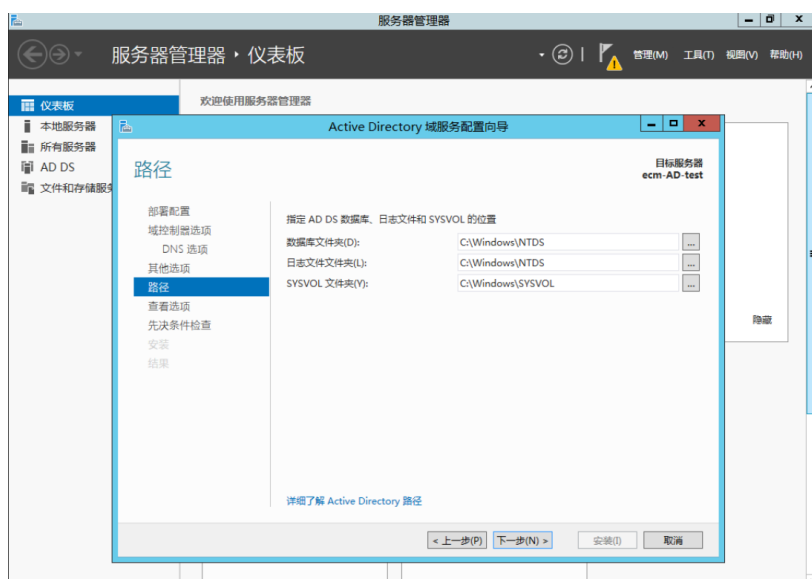 服务器管理器
服务器管理器 · 仪表板
管理(M) 工具(T) 视图(V) 帮助(H)
仪表板
本地服务器
所有服务器
AD DS
文件和存储服务
欢迎使用服务器管理器
Active Directory 域服务配置向导
路径
目标服务器
ecm-AD-test
部署配置
域控制器选项
DNS 选项
其他选项
路径
查看选项
先决条件检查
安装
结果
指定 AD DS 数据库、日志文件和 SYSVOL 的位置
数据库文件夹(D): C:\Windows\NTDS ...
日志文件文件夹(L): C:\Windows\NTDS ...
SYSVOL 文件夹(Y): C:\Windows\SYSVOL ...
详细了解 Active Directory 路径
隐藏
< 上一步(P) 下一步(N) > 安装(I) 取消